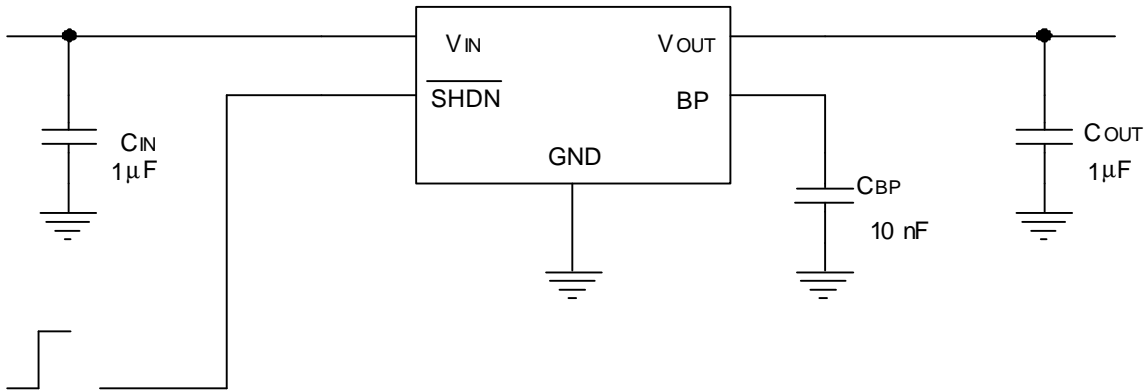 VIN
VOUT
SHDN
BP
CIN
1μF
GND
COUT
1μF
CBP
10 nF